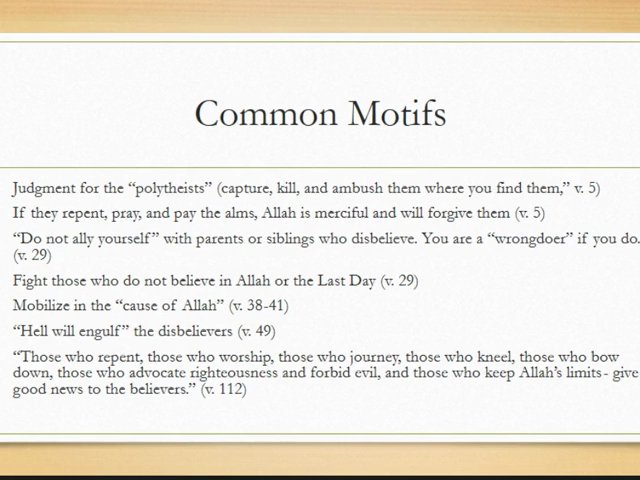 Common Motifs
Judgment for the “polytheists” (capture, kill, and ambush them where you find them,” v. 5)
If they repent, pray, and pay the alms, Allah is merciful and will forgive them (v. 5)
“Do not ally yourself” with parents or siblings who disbelieve. You are a “wrongdoer” if you do.
(v. 29)
Fight those who do not believe in Allah or the Last Day (v. 29)
Mobilize in the “cause of Allah” (v. 38-41)
“Hell will engulf” the disbelievers (v. 49)
“Those who repent, those who worship, those who journey, those who kneel, those who bow
down, those who advocate righteousness and forbid evil, and those who keep Allah’s limits- give
good news to the believers.” (v. 112)